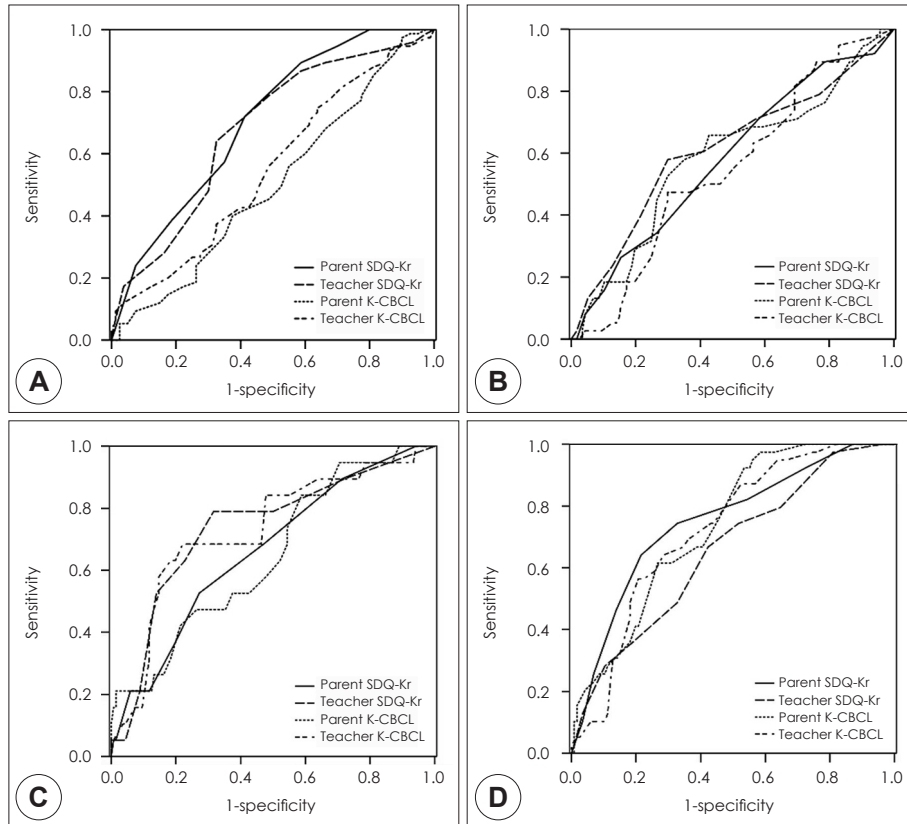 1.0
0.8
0.6
0.4
0.2
0.0
Sensitivity
0.0 0.2 0.4 0.6 0.8 1.0
1-specificity
Parent SDQ-Kr
Teacher SDQ-Kr
Parent K-CBCL
Teacher K-CBCL
A
1.0
0.8
0.6
0.4
0.2
0.0
Sensitivity
0.0 0.2 0.4 0.6 0.8 1.0
1-specificity
Parent SDQ-Kr
Teacher SDQ-Kr
Parent K-CBCL
Teacher K-CBCL
B
1.0
0.8
0.6
0.4
0.2
0.0
Sensitivity
0.0 0.2 0.4 0.6 0.8 1.0
1-specificity
Parent SDQ-Kr
Teacher SDQ-Kr
Parent K-CBCL
Teacher K-CBCL
C
1.0
0.8
0.6
0.4
0.2
0.0
Sensitivity
0.0 0.2 0.4 0.6 0.8 1.0
1-specificity
Parent SDQ-Kr
Teacher SDQ-Kr
Parent K-CBCL
Teacher K-CBCL
D